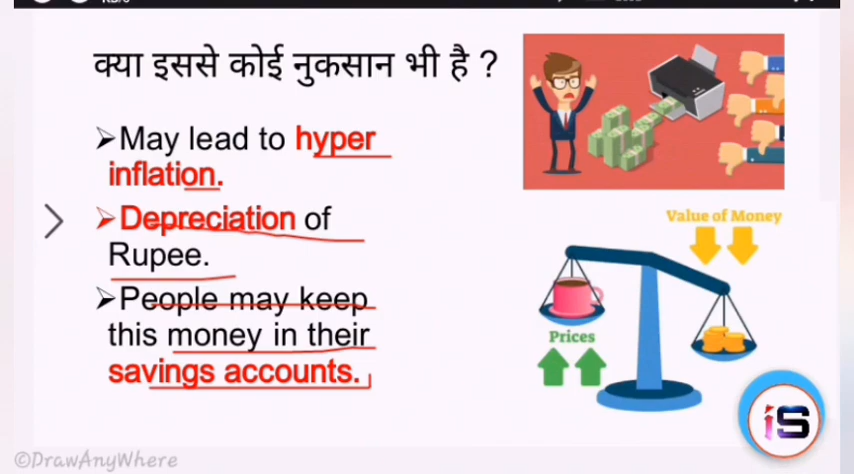 क्या इससे कोई नुकसान भी है ?
➢May lead to hyper
inflation.
➢Depreciation of
Rupee.
➢People may keep
this money in their
savings accounts.
Value of Money
Prices
iS
©DrawAnyWhere